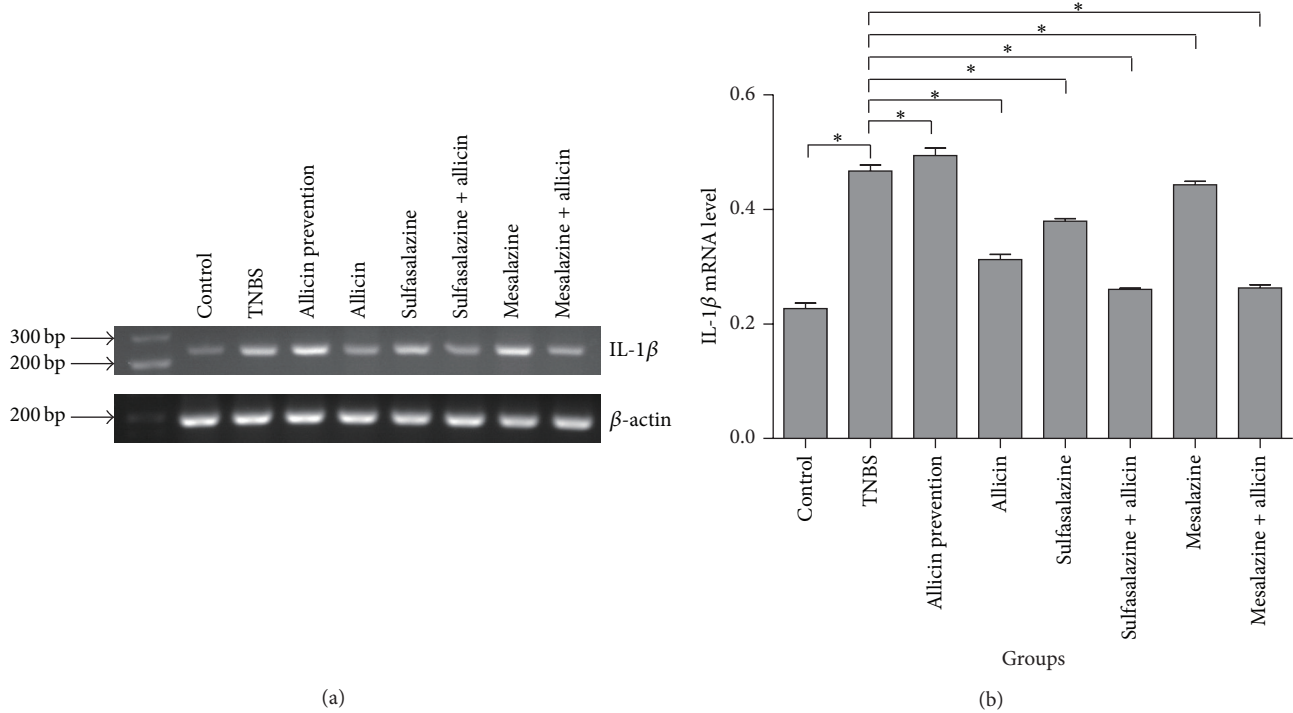 Control
TNBS
Allicin prevention
Allicin
Sulfasalazine
Sulfasalazine + allicin
Mesalazine
Mesalazine + allicin
300 bp
200 bp
IL-1β
200 bp
β-actin
(a)
*
*
*
*
*
*
*
IL-1β mRNA level
0.6
0.4
0.2
0.0
Control
TNBS
Allicin prevention
Allicin
Sulfasalazine
Sulfasalazine + allicin
Mesalazine
Mesalazine + allicin
Groups
(b)